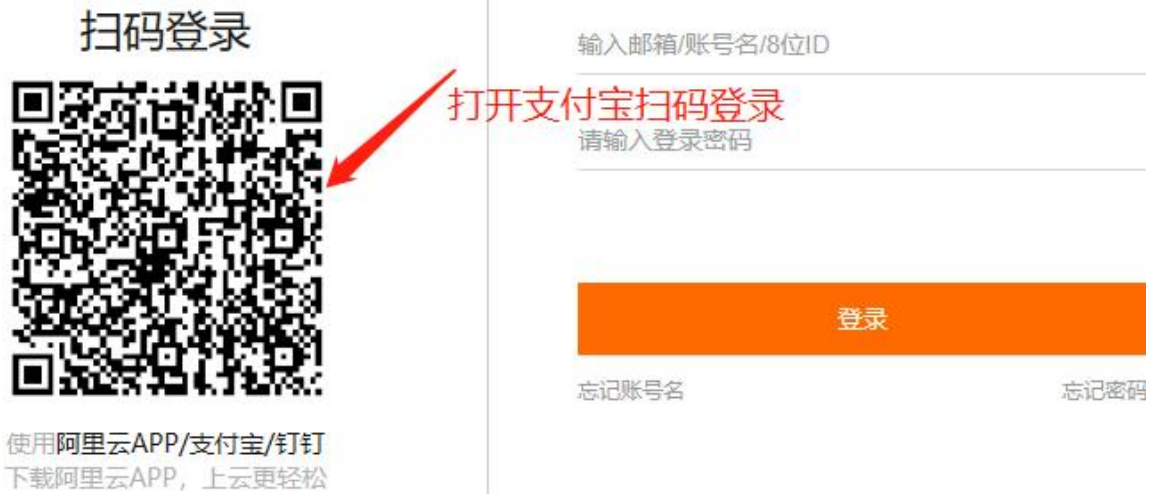 扫码登录
使用阿里云APP/支付宝/钉钉
下载阿里云APP，上云更轻松
输入邮箱/账号名/8位ID
打开支付宝扫码登录
请输入登录密码
登录
忘记账号名
忘记密码